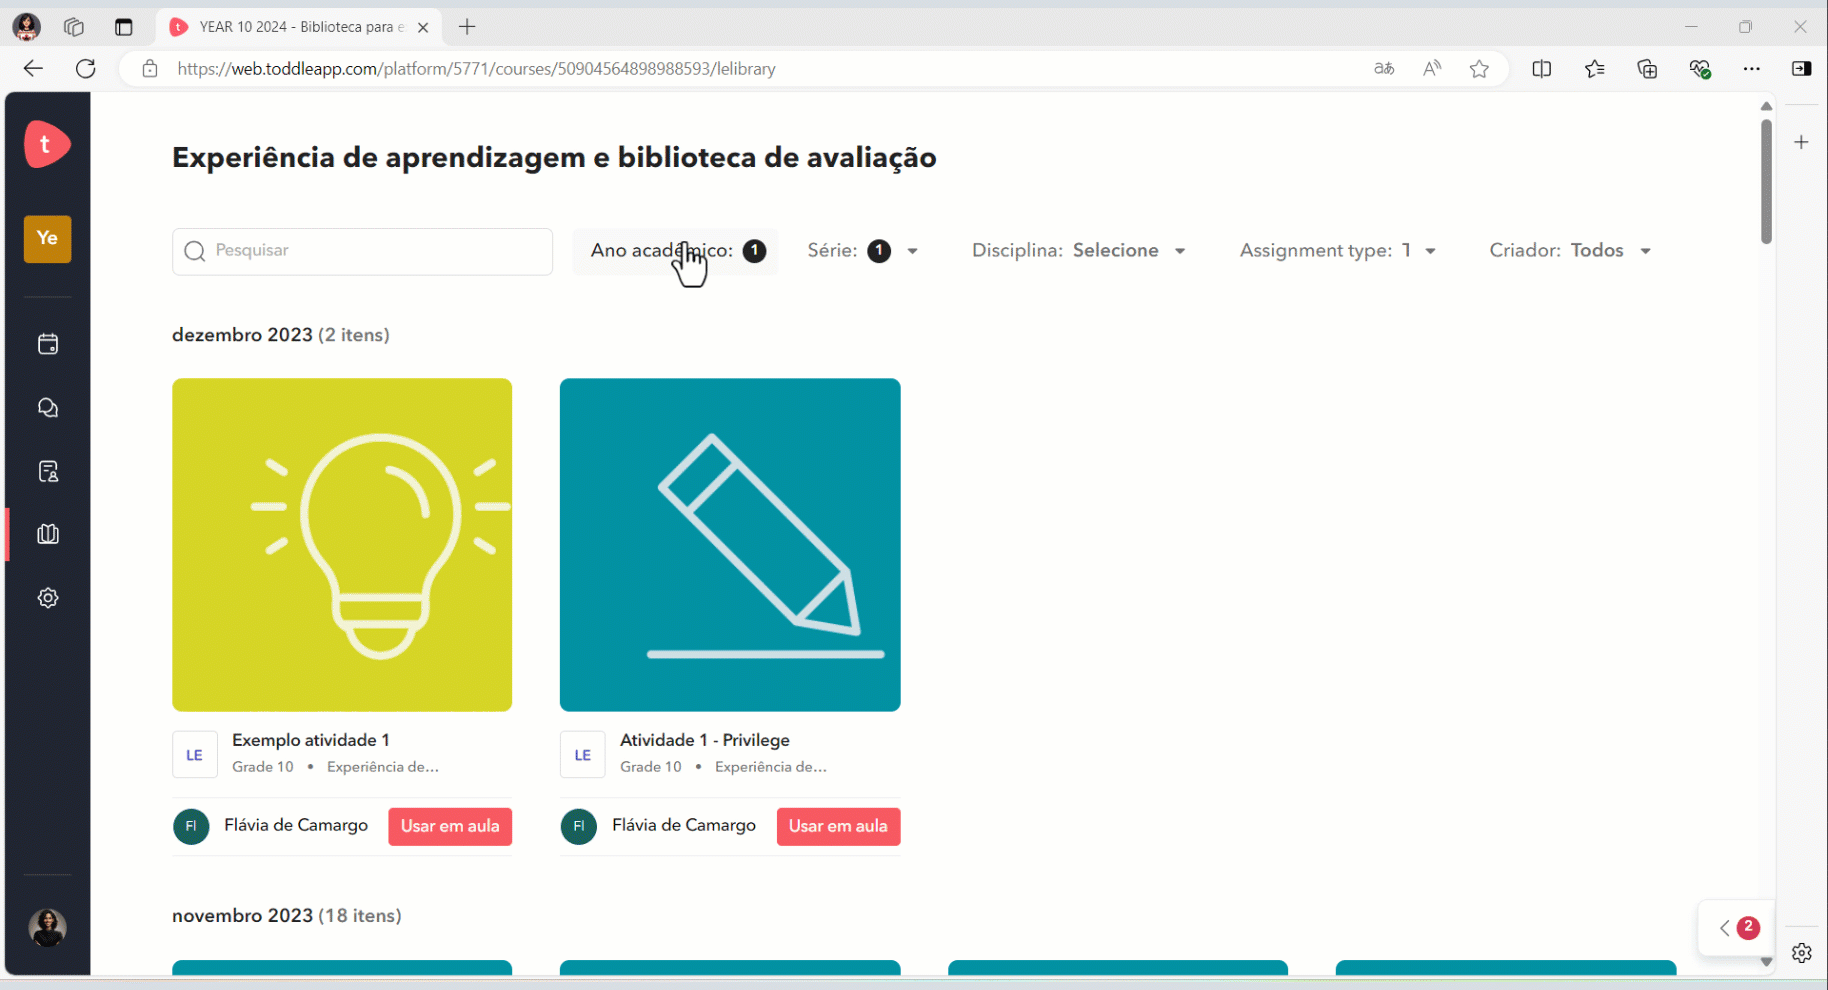 YEAR 10 2024 - Biblioteca para e
https://web.toddleapp.com/platform/5771/courses/50904564898988593/lelibrary
t
Experiência de aprendizagem e biblioteca de avaliação
Ye
Pesquisar
Ano acadêmico: 1
Série: 1
Disciplina: Selecione
Assignment type: 1
Criador: Todos
dezembro 2023 (2 itens)
LE
Exemplo atividade 1
Grade 10 • Experiência de...
Fl
Flávia de Camargo
Usar em aula
LE
Atividade 1 - Privilege
Grade 10 • Experiência de...
Fl
Flávia de Camargo
Usar em aula
novembro 2023 (18 itens)
2